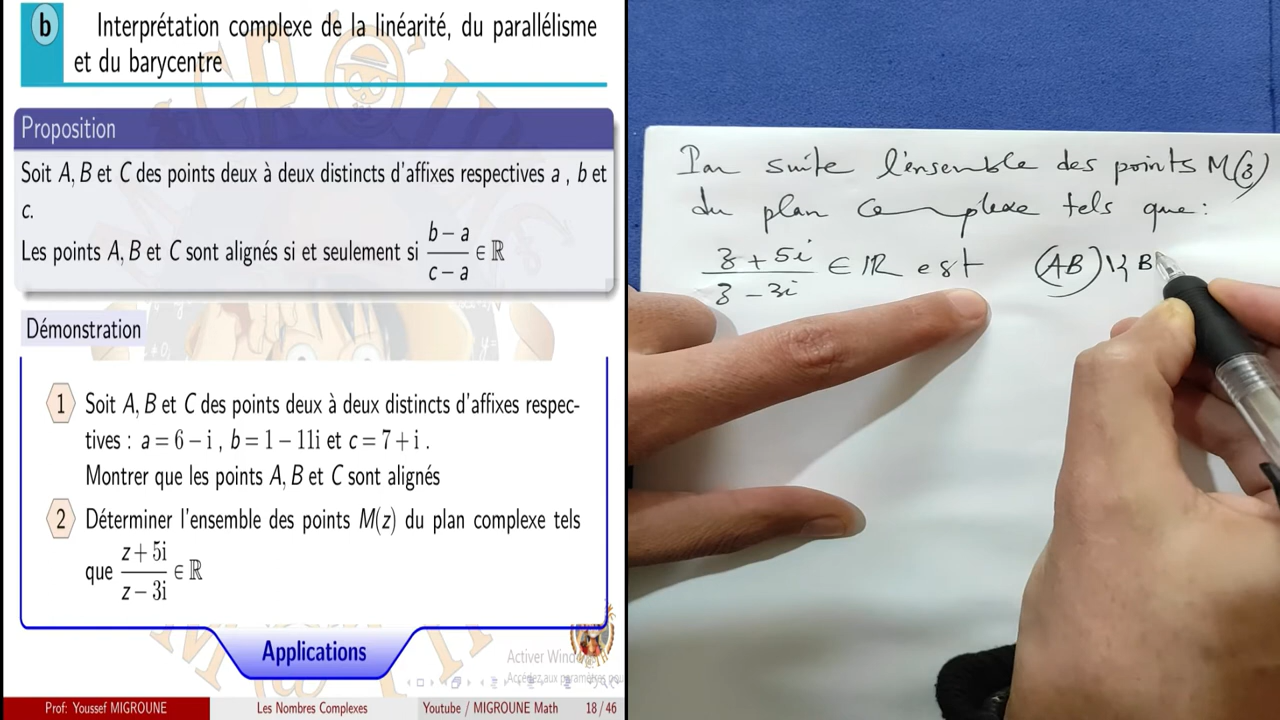 b
Interprétation complexe de la linéarité, du parallélisme
et du barycentre
Proposition
Soit A, B et C des points deux à deux distincts d'affixes respectives a , b et
c.
Les points A, B et C sont alignés si et seulement si b − a / c − a ∈ ℝ
Démonstration
1 Soit A, B et C des points deux à deux distincts d'affixes respec-
tives : a = 6 − i , b = 1 − 11i et c = 7 + i .
Montrer que les points A, B et C sont alignés
2 Déterminer l'ensemble des points M(z) du plan complexe tels
que z + 5i / z − 3i ∈ ℝ
Applications
Activer Win
Prof: Youssef MIGROUNE Les Nombres Complexes Youtube / MIGROUNE Math 18 / 46
Par suite l'ensemble des points M(z)
du plan complexe tels que :
z + 5i / z − 3i ∈ ℝ est (AB) \ { B